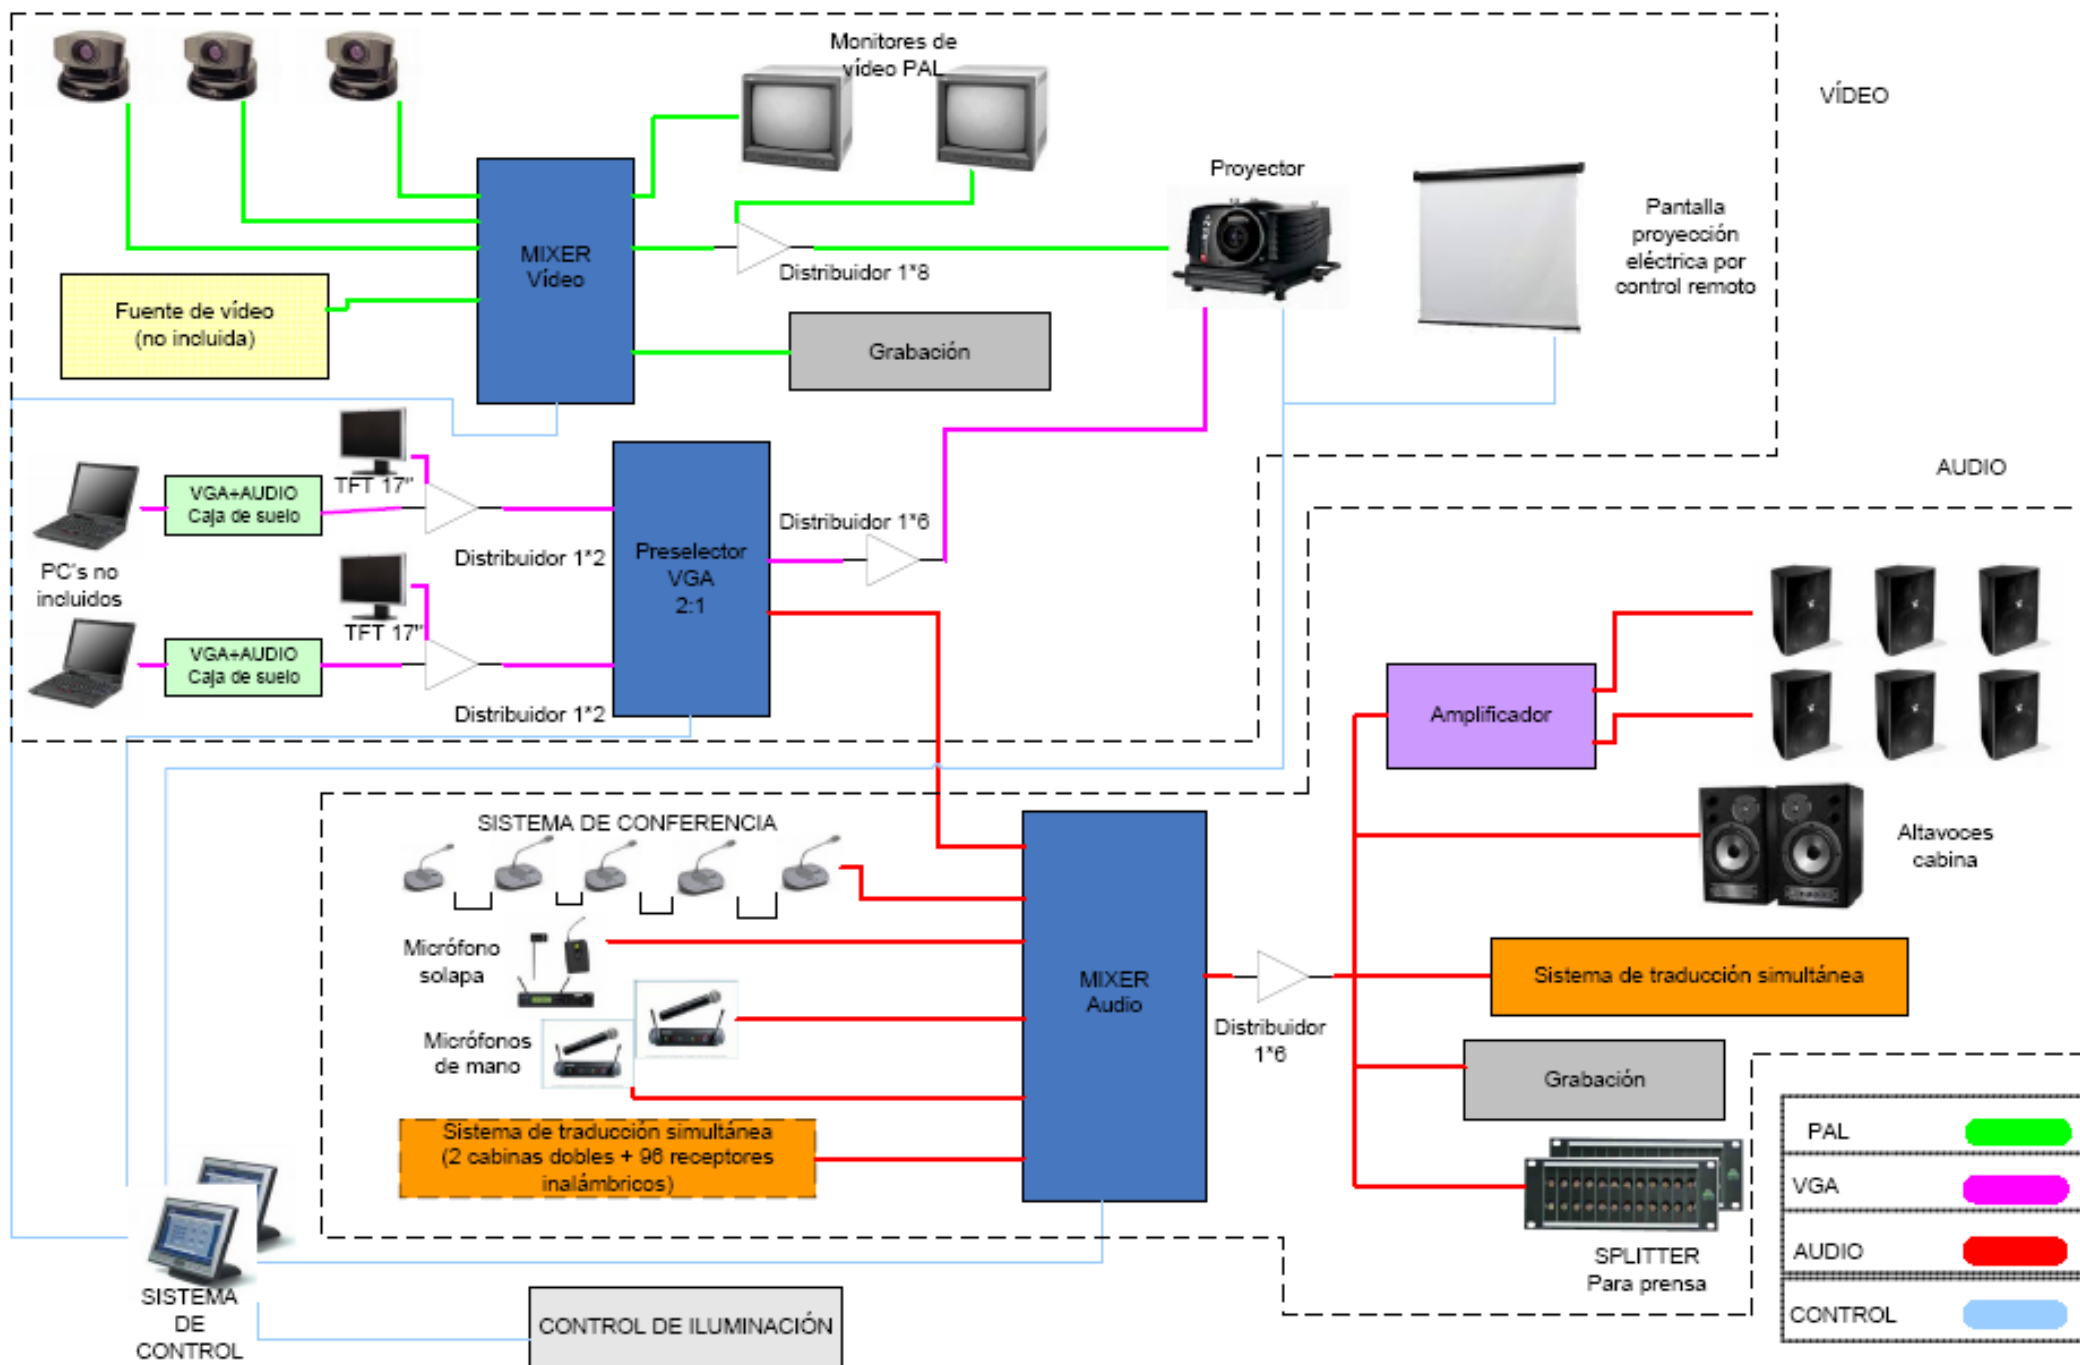 Monitores de
vídeo PAL
VÍDEO
Proyector
Pantalla
proyección
eléctrica por
control remoto
MIXER
Vídeo
Distribuidor 1*8
Fuente de vídeo
(no incluida)
Grabación
AUDIO
TFT 17"
VGA+AUDIO
Caja de suelo
Distribuidor 1*2
PC's no
incluidos
Preselector
VGA
2:1
Distribuidor 1*6
TFT 17"
VGA+AUDIO
Caja de suelo
Distribuidor 1*2
Amplificador
SISTEMA DE CONFERENCIA
Altavoces
cabina
Micrófono
solapa
MIXER
Audio
Sistema de traducción simultánea
Distribuidor
1*6
Micrófonos
de mano
Grabación
Sistema de traducción simultánea
(2 cabinas dobles + 96 receptores
inalámbricos)
SPLITTER
Para prensa
PAL
VGA
AUDIO
CONTROL
SISTEMA
DE
CONTROL
CONTROL DE ILUMINACIÓN